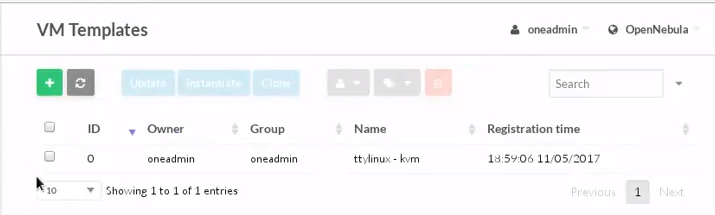 VM Templates oneadmin OpenNebula
+ Update Instantiate Clone Search
ID Owner Group Name Registration time
0 oneadmin oneadmin ttylinux - kvm 18:59:06 11/05/2017
10 Showing 1 to 1 of 1 entries Previous 1 Next